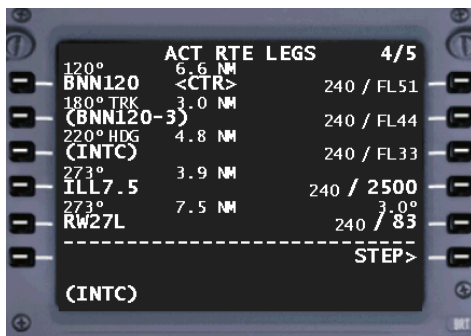 ACT RTE LEGS 4/5
120° 6.6 NM
BNN120 <CTR> 240 / FL51
180° TRK 3.0 NM
(BNN120-3) 240 / FL44
220° HDG 4.8 NM
(INTC) 240 / FL33
273° 3.9 NM
ILL7.5 240 / 2500
273° 7.5 NM 3.0°
RW27L 240 / 83
--------------------------------
STEP>
(INTC)
BRT